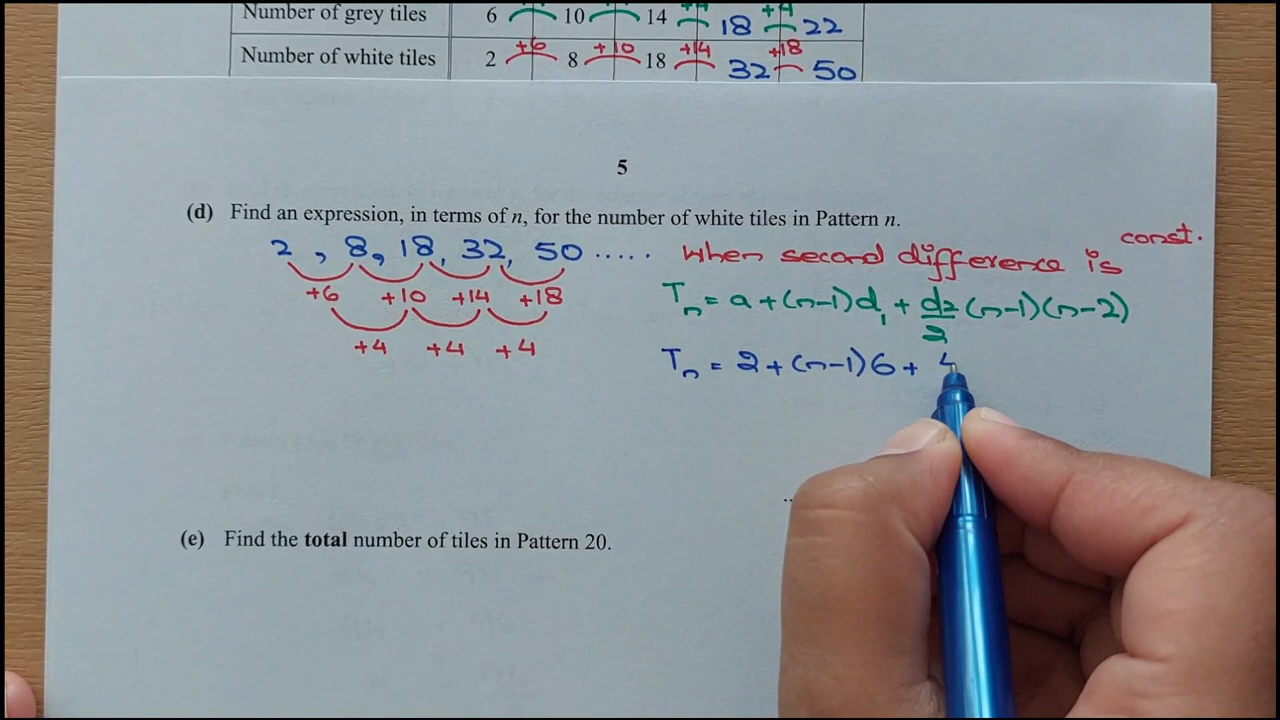 Number of grey tiles 6 10 14 +4 18 +4 22
Number of white tiles 2 +6 8 +10 18 +14 32 +18 50
5
(d) Find an expression, in terms of n, for the number of white tiles in Pattern n.
2, 8, 18, 32, 50 ..... when second difference is const.
+6 +10 +14 +18
Tn = a + (n-1)d1 + d2/2 (n-1)(n-2)
+4 +4 +4
Tn = 2 + (n-1)6 + 4
(e) Find the total number of tiles in Pattern 20.